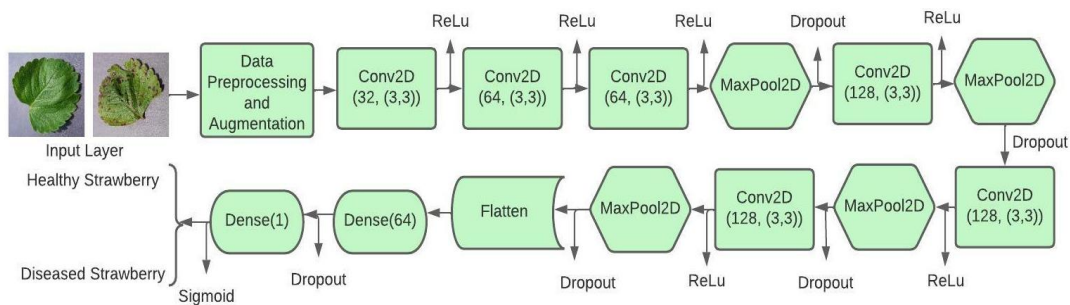 ReLu
ReLu
ReLu
Dropout
ReLu
Data
Preprocessing
and
Augmentation
Conv2D
(32, (3,3))
Conv2D
(64, (3,3))
Conv2D
(64, (3,3))
MaxPool2D
Conv2D
(128, (3,3))
MaxPool2D
Input Layer
Dropout
Healthy Strawberry
Diseased Strawberry
Conv2D
(128, (3,3))
MaxPool2D
Conv2D
(128, (3,3))
MaxPool2D
Flatten
Dense(64)
Dense(1)
ReLu
Dropout
ReLu
Dropout
Dropout
Sigmoid